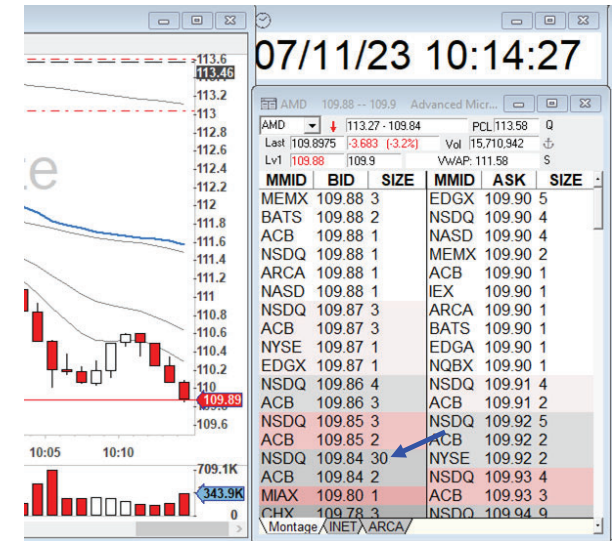 07/11/23 10:14:27
113.6
113.46
113.2
113
112.8
112.6
112.4
112.2
112
111.8
111.6
111.4
111.2
111
110.8
110.6
110.4
110.2
110
109.89
109.6
10:05 10:10
709.1K
343.9K
0
e
AMD 109.88 -- 109.9 Advanced Micr...
AMD 113.27 - 109.84 PCL 113.58 Q
Last 109.8975 -3.683 (-3.2%) Vol 15,710,942
Lv1 109.88 109.9 VWAP: 111.58 S
MMID BID SIZE MMID ASK SIZE
MEMX 109.88 3 EDGX 109.90 5
BATS 109.88 2 NSDQ 109.90 4
ACB 109.88 1 NASD 109.90 4
NSDQ 109.88 1 MEMX 109.90 2
ARCA 109.88 1 ACB 109.90 1
NASD 109.88 1 IEX 109.90 1
NSDQ 109.87 3 ARCA 109.90 1
ACB 109.87 3 BATS 109.90 1
NYSE 109.87 1 EDGA 109.90 1
EDGX 109.87 1 NQBX 109.90 1
NSDQ 109.86 4 NSDQ 109.91 4
ACB 109.86 3 ACB 109.91 2
NSDQ 109.85 3 NSDQ 109.92 5
ACB 109.85 2 ACB 109.92 2
NSDQ 109.84 30 NYSE 109.92 2
ACB 109.84 2 NSDQ 109.93 4
MIAX 109.80 1 ACB 109.93 3
CHX 109.78 3 NSDQ 109.94 9
Montage INET ARCA